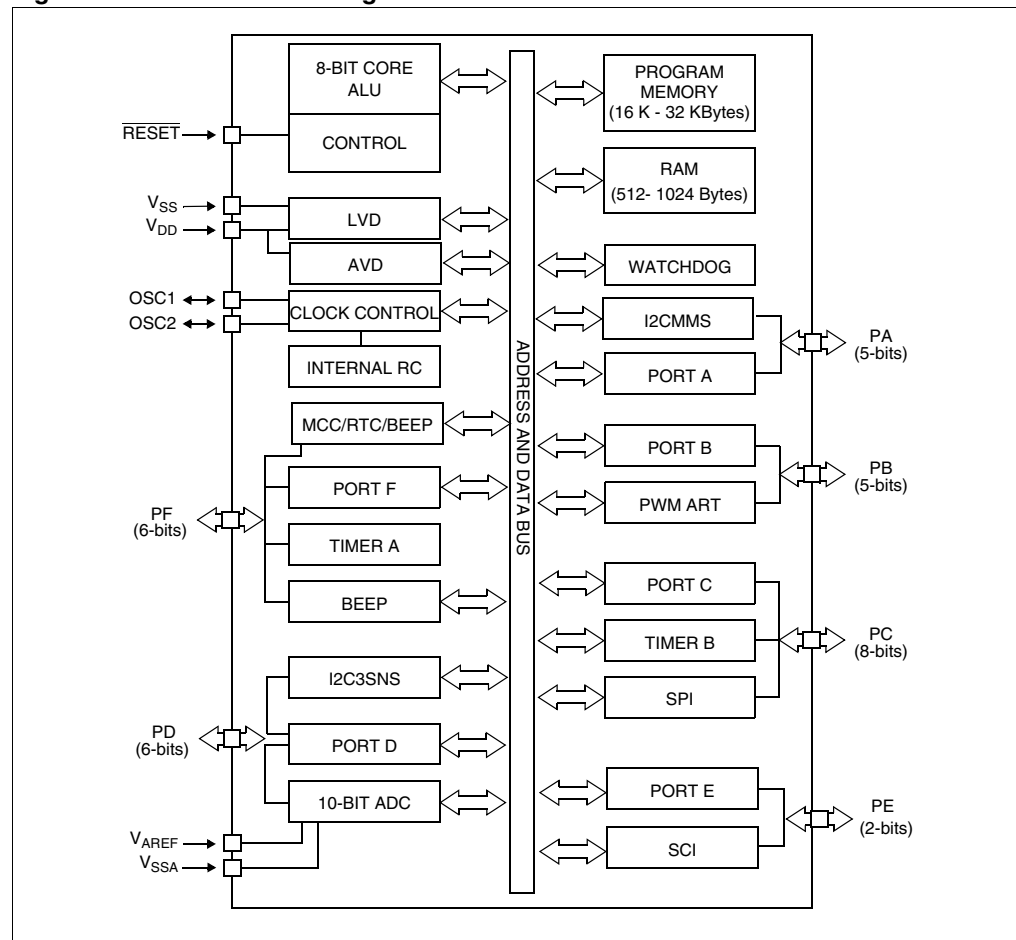 8-BIT CORE
ALU
CONTROL
RESET
VSS
VDD
LVD
AVD
OSC1
OSC2
CLOCK CONTROL
INTERNAL RC
MCC/RTC/BEEP
PORT F
TIMER A
BEEP
PF
(6-bits)
I2C3SNS
PORT D
10-BIT ADC
PD
(6-bits)
VAREF
VSSA
ADDRESS AND DATA BUS
PROGRAM
MEMORY
(16 K - 32 KBytes)
RAM
(512- 1024 Bytes)
WATCHDOG
I2CMMS
PORT A
PA
(5-bits)
PORT B
PWM ART
PB
(5-bits)
PORT C
TIMER B
SPI
PC
(8-bits)
PORT E
SCI
PE
(2-bits)